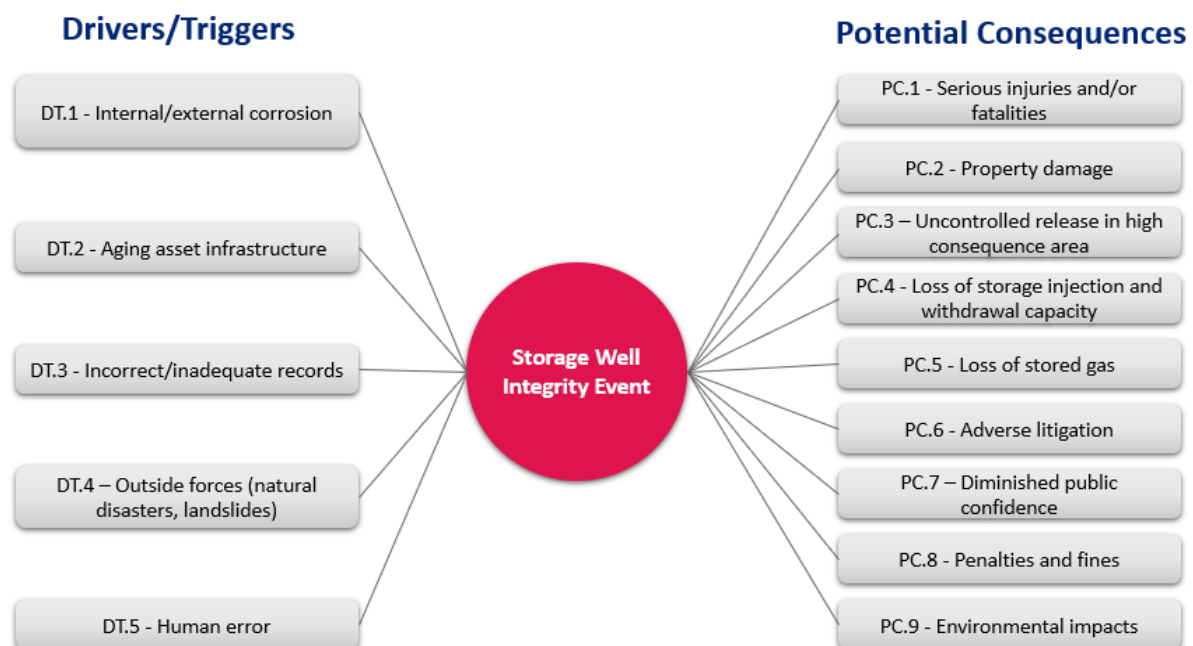 Drivers/Triggers
DT.1 - Internal/external corrosion
DT.2 - Aging asset infrastructure
DT.3 - Incorrect/inadequate records
DT.4 – Outside forces (natural
disasters, landslides)
DT.5 - Human error
Storage Well
Integrity Event
Potential Consequences
PC.1 - Serious injuries and/or
fatalities
PC.2 - Property damage
PC.3 – Uncontrolled release in high
consequence area
PC.4 - Loss of storage injection and
withdrawal capacity
PC.5 - Loss of stored gas
PC.6 - Adverse litigation
PC.7 – Diminished public
confidence
PC.8 - Penalties and fines
PC.9 - Environmental impacts